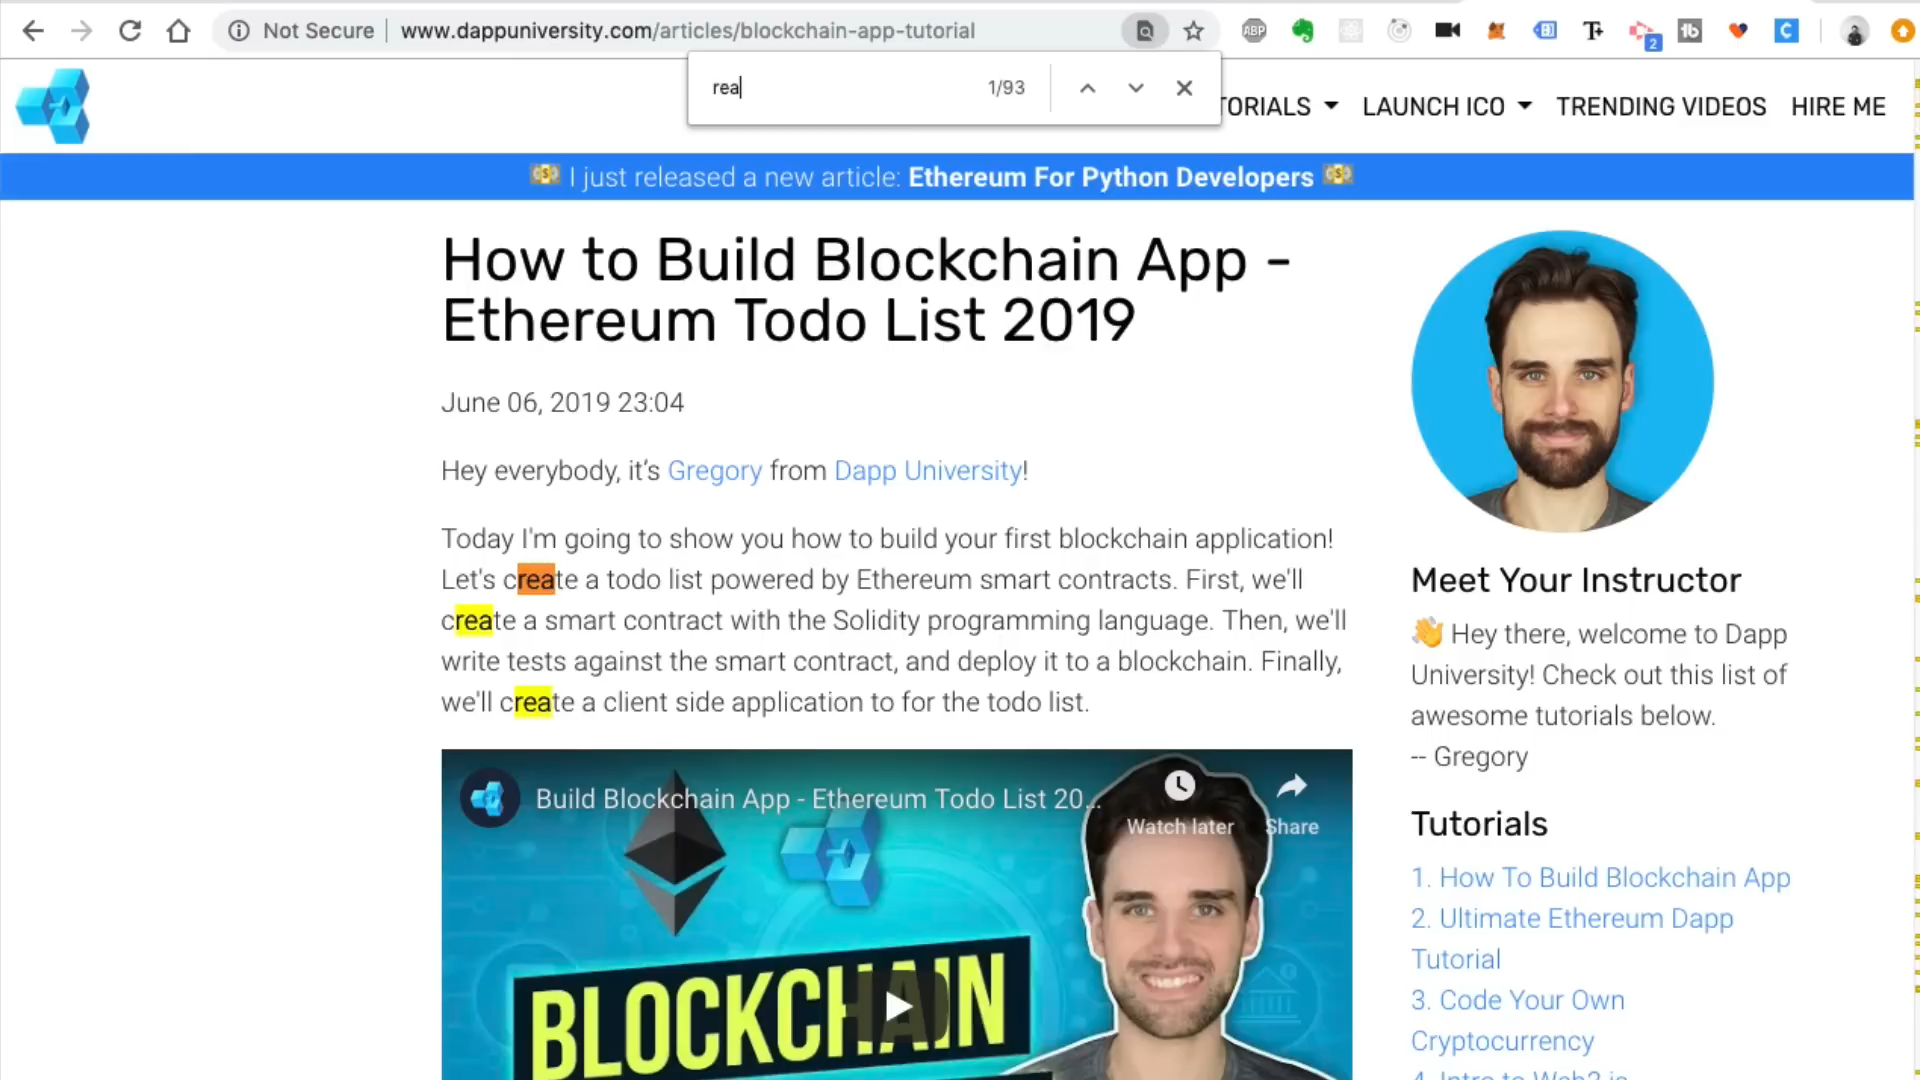 Not Secure
www.dappuniversity.com/articles/blockchain-app-tutorial
ABP
2
rea
1/93
TORIALS
LAUNCH ICO
TRENDING VIDEOS
HIRE ME
I just released a new article: Ethereum For Python Developers
How to Build Blockchain App -
Ethereum Todo List 2019
June 06, 2019 23:04
Hey everybody, it's Gregory from Dapp University!
Today I'm going to show you how to build your first blockchain application!
Let's create a todo list powered by Ethereum smart contracts. First, we'll
create a smart contract with the Solidity programming language. Then, we'll
write tests against the smart contract, and deploy it to a blockchain. Finally,
we'll create a client side application to for the todo list.
Build Blockchain App - Ethereum Todo List 20...
Watch later
Share
BLOCKCHAIN
Meet Your Instructor
👋 Hey there, welcome to Dapp
University! Check out this list of
awesome tutorials below.
-- Gregory
Tutorials
1. How To Build Blockchain App
2. Ultimate Ethereum Dapp
Tutorial
3. Code Your Own
Cryptocurrency
4. Intro to Web3.js